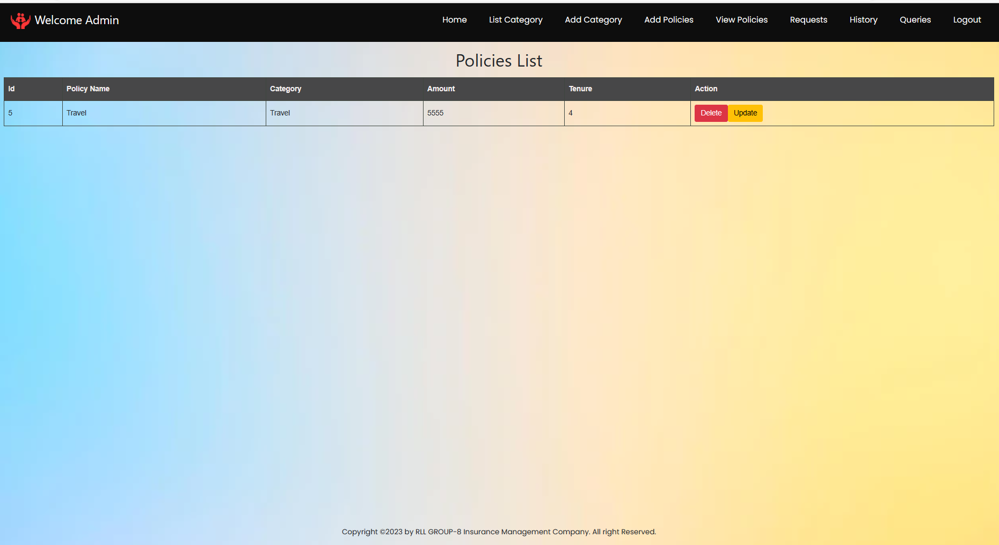 Welcome Admin Home List Category Add Category Add Policies View Policies Requests History Queries Logout
Policies List
Id Policy Name Category Amount Tenure Action
5 Travel Travel 5555 4 Delete Update
Copyright ©2023 by RLL GROUP-8 Insurance Management Company. All right Reserved.